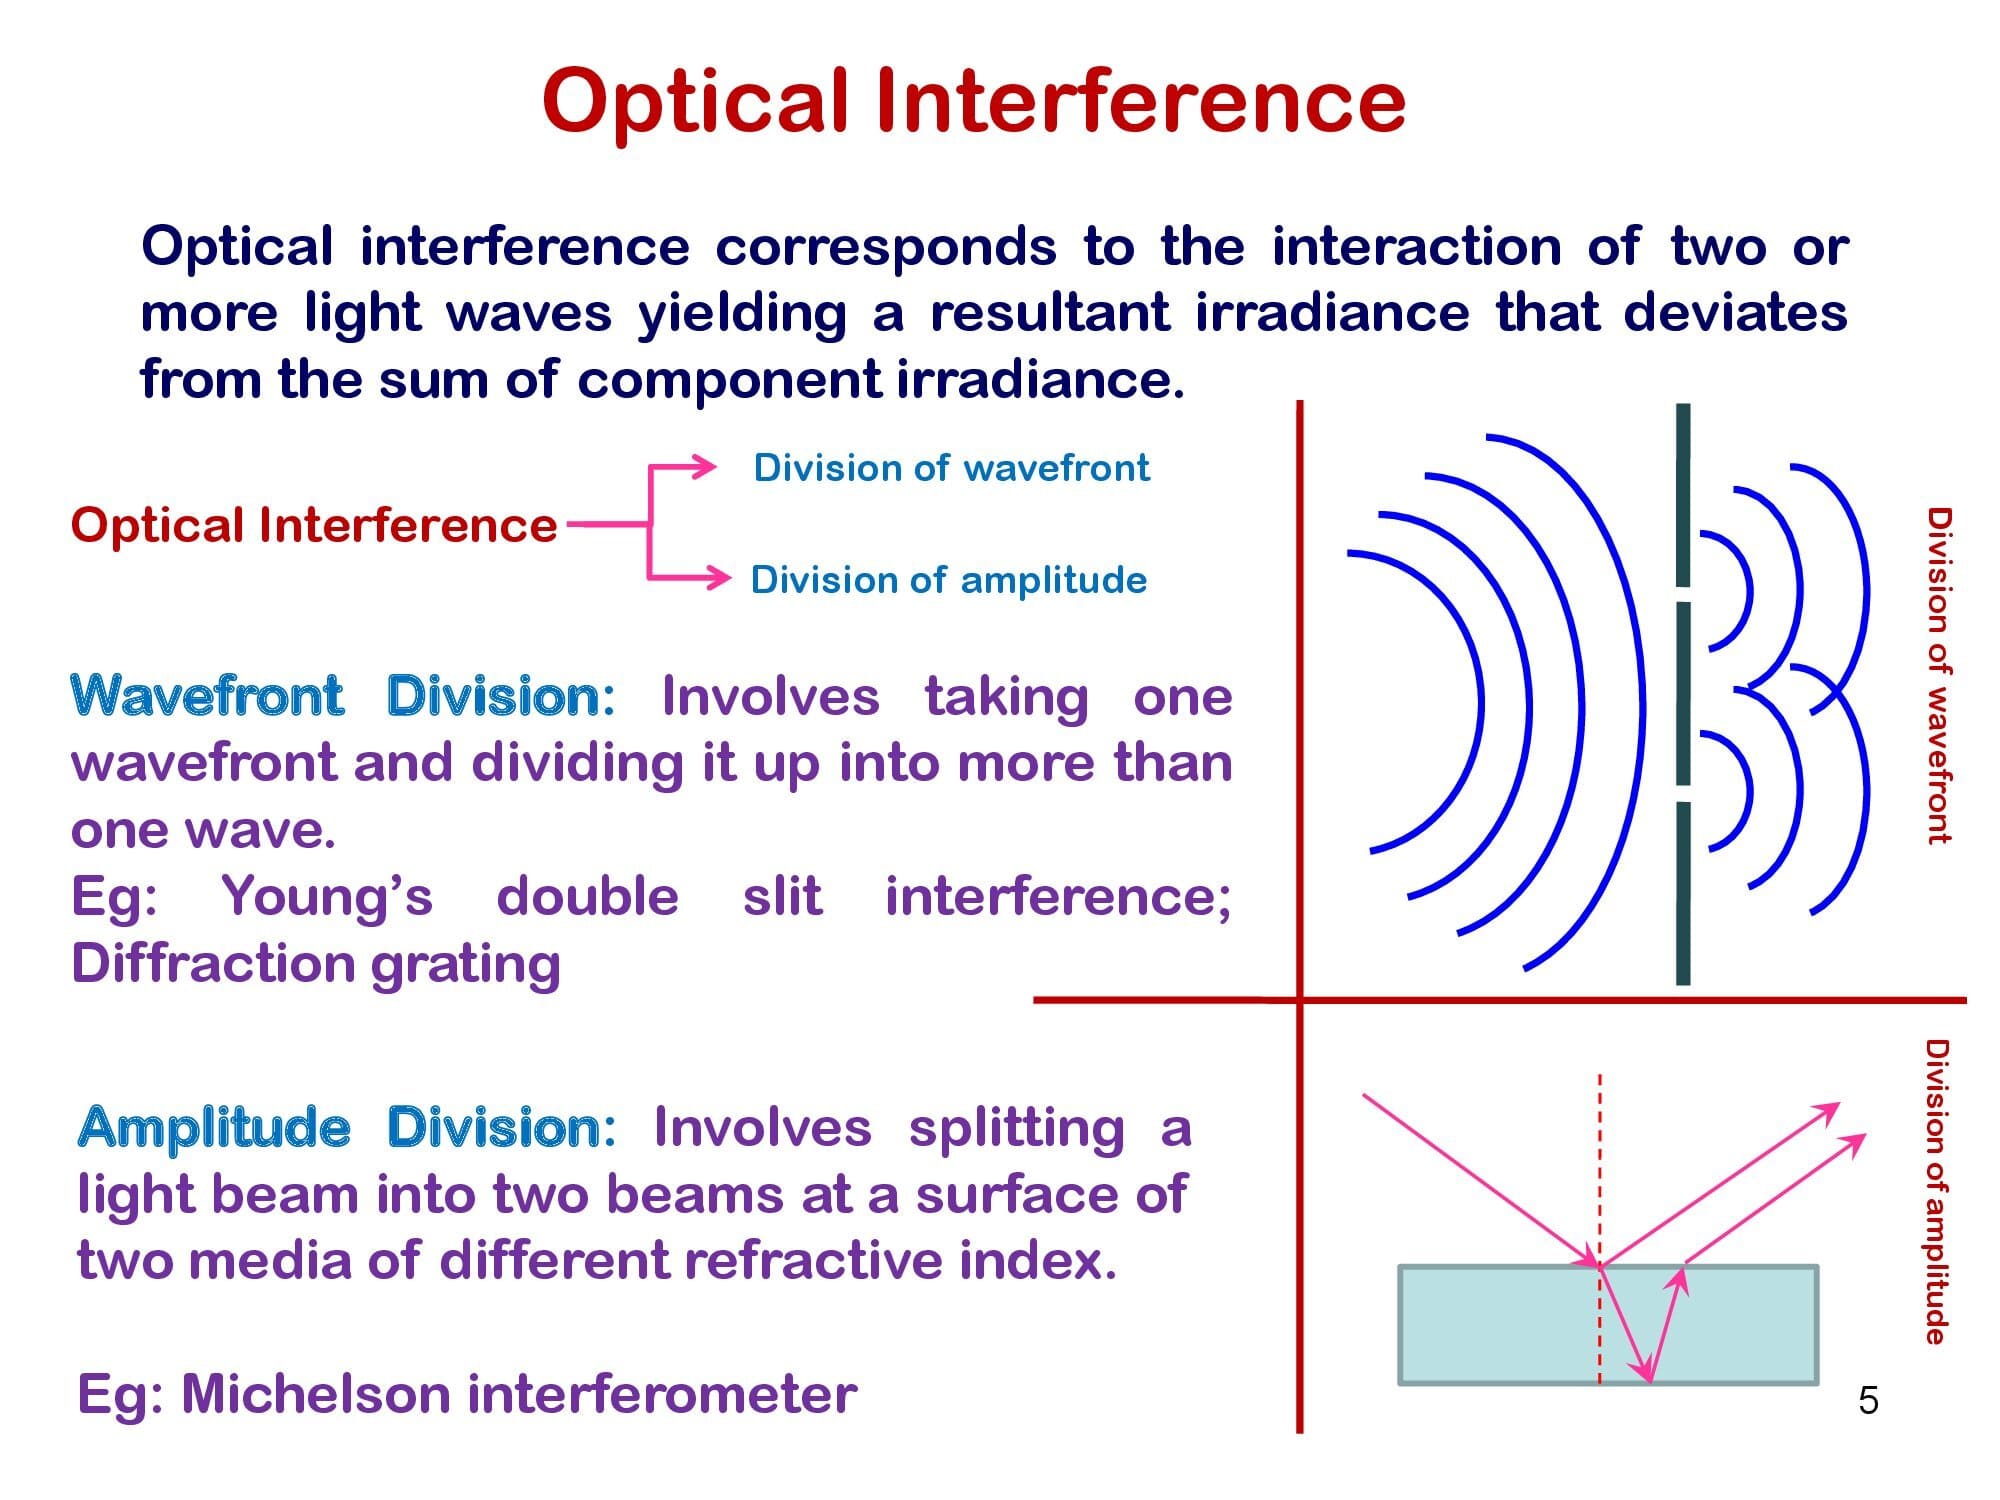 Optical Interference
Optical interference corresponds to the interaction of two or
more light waves yielding a resultant irradiance that deviates
from the sum of component irradiance.
Division of wavefront
Optical Interference
Division of amplitude
Wavefront Division: Involves taking one
wavefront and dividing it up into more than
one wave.
Eg: Young’s double slit interference;
Diffraction grating
Division of wavefront
Amplitude Division: Involves splitting a
light beam into two beams at a surface of
two media of different refractive index.
Eg: Michelson interferometer
Division of amplitude
5